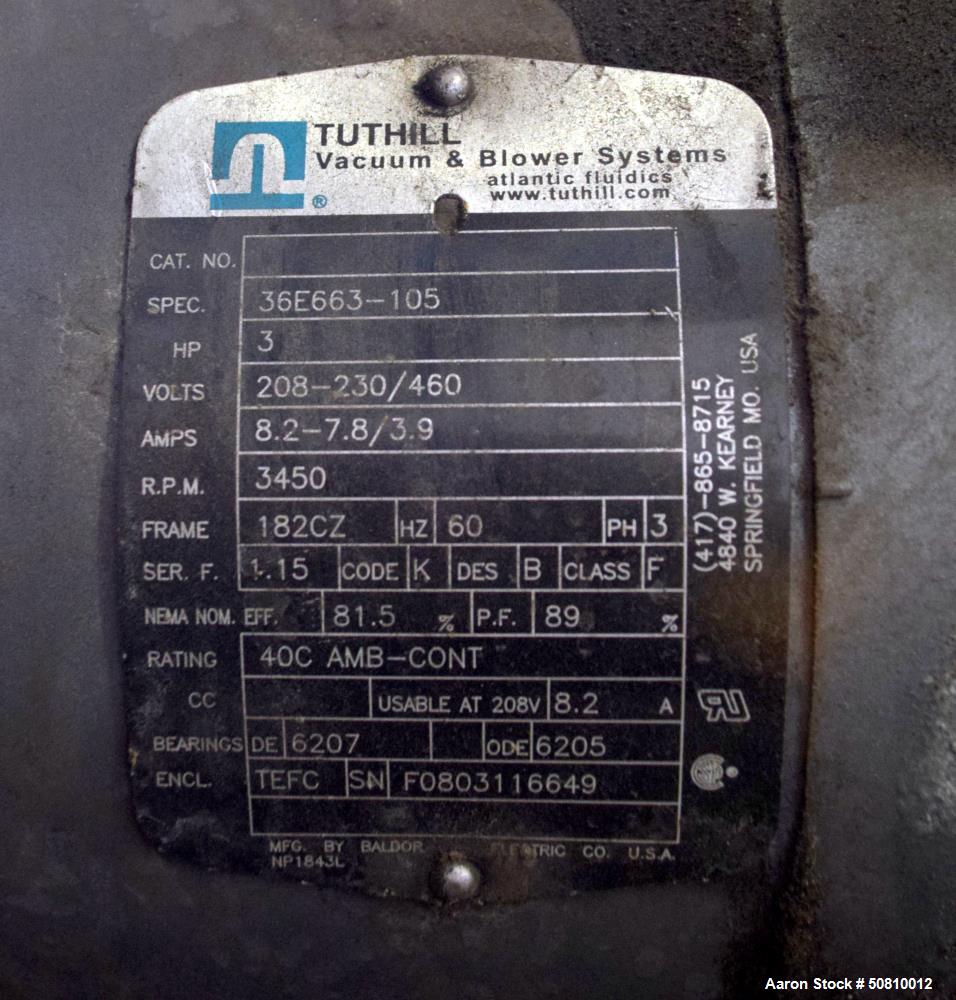 TUTHILL
Vacuum & Blower Systems
atlantic fluidics
www.tuthill.com
®
CAT. NO.
SPEC. 36E663-105
HP 3
VOLTS 208-230/460
AMPS 8.2-7.8/3.9
R.P.M. 3450
FRAME 182CZ HZ 60 PH 3
SER. F. 1.15 CODE K DES B CLASS F
NEMA NOM. EFF. 81.5 % P.F. 89 %
RATING 40C AMB-CONT
CC USABLE AT 208V 8.2 A
BEARINGS DE 6207 ODE 6205
ENCL. TEFC SN F0803116649
MFG. BY BALDOR ELECTRIC CO. U.S.A.
NP1843L
(417)-865-8715
4840 W. KEARNEY
SPRINGFIELD MO. USA
Aaron Stock # 50810012